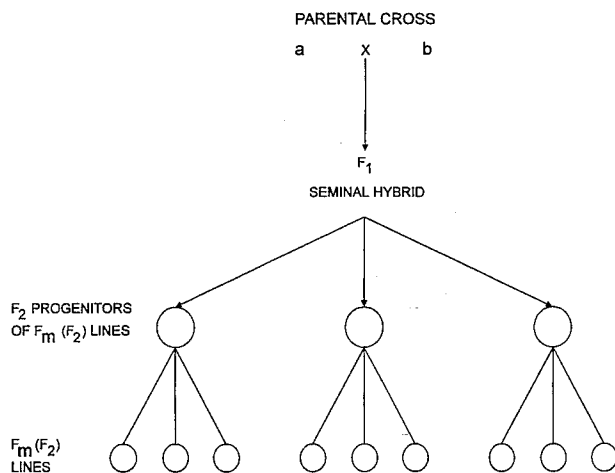 PARENTAL CROSS
a x b
F1
SEMINAL HYBRID
F2 PROGENITORS
OF Fm (F2) LINES
Fm(F2)
LINES